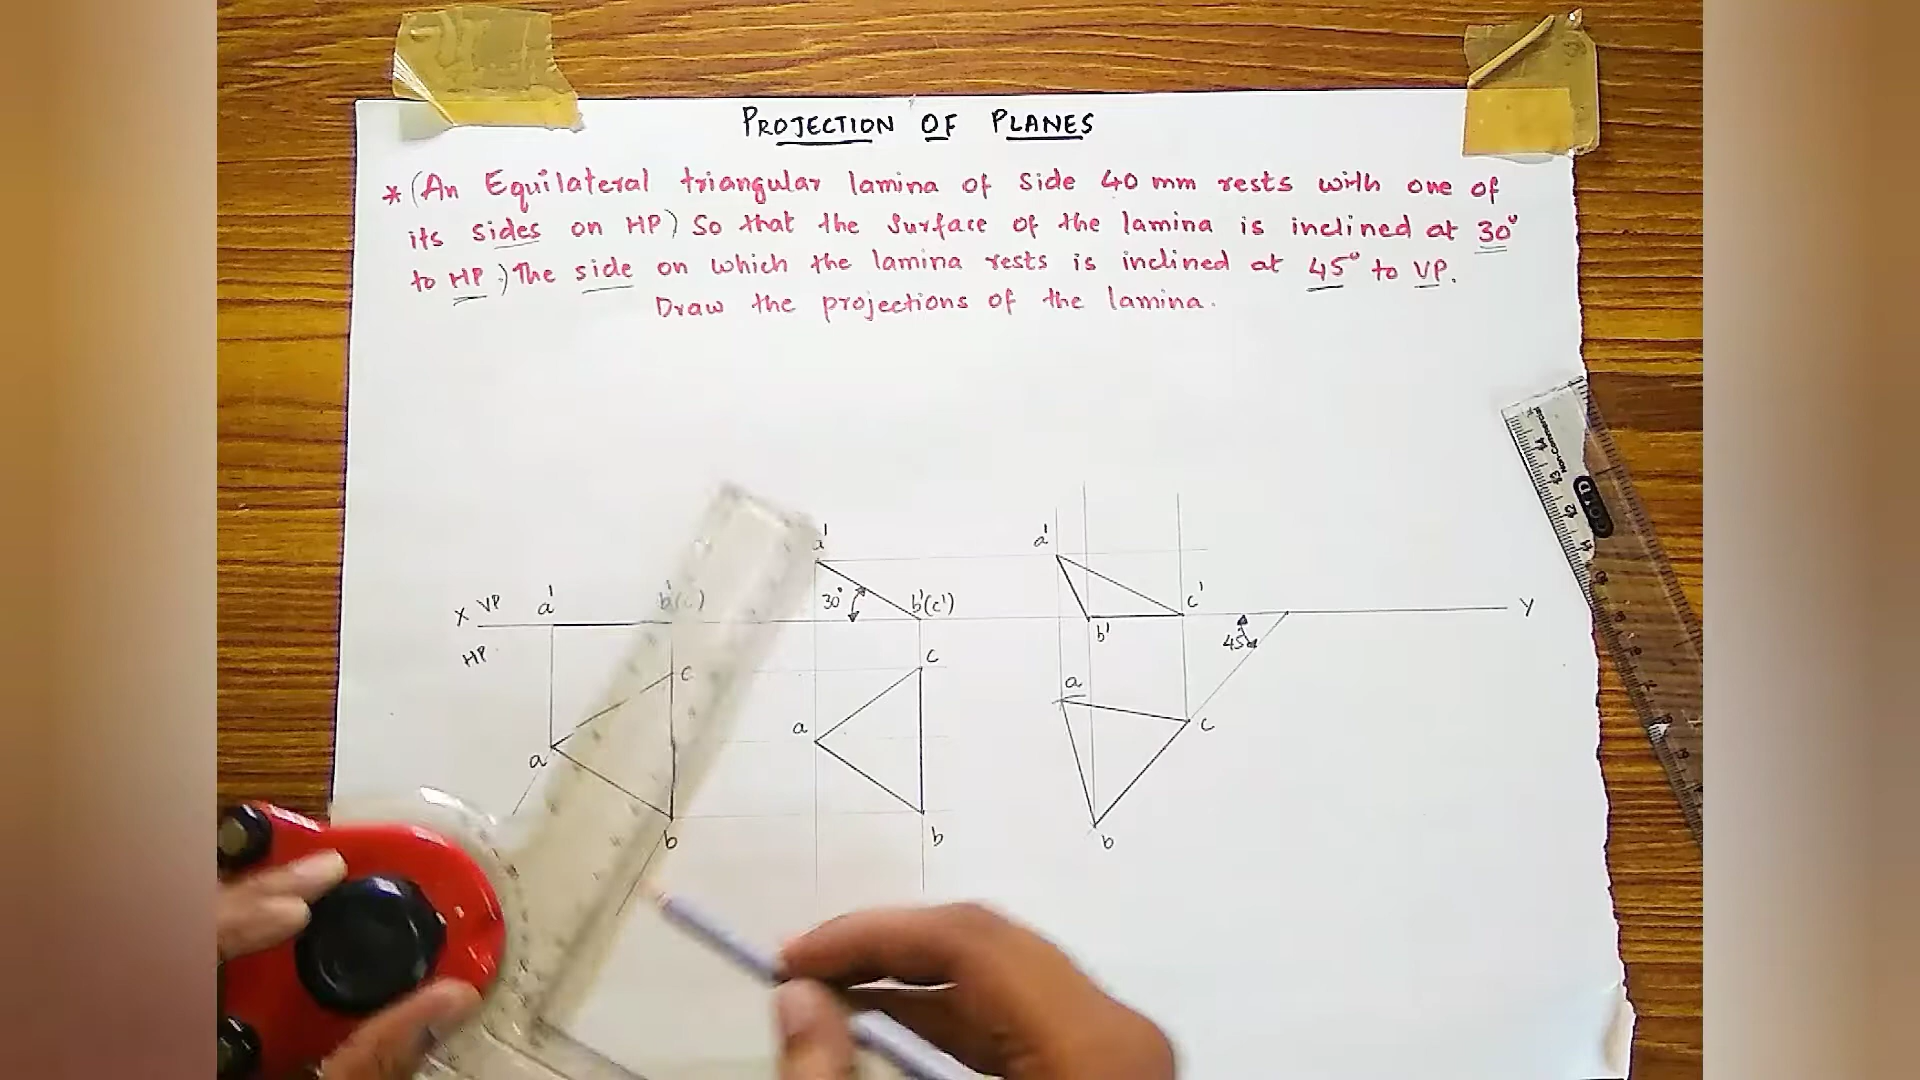 PROJECTION OF PLANES
* (An Equilateral triangular lamina of side 40 mm rests with one of
its sides on HP) So that the surface of the lamina is inclined at 30°
to HP.) The side on which the lamina rests is inclined at 45° to VP.
Draw the projections of the lamina.
a' a'
X VP a' b'(c') 30° b'(c') c' Y
HP b' 45°
c c a
a a c
b b b